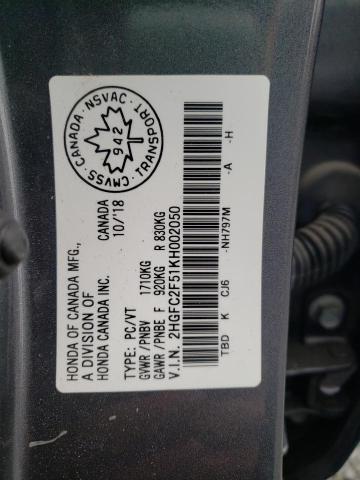 HONDA OF CANADA MFG.,
A DIVISION OF
HONDA CANADA INC.
CANADA
10/'18
TYPE: PC/VT
GVWR /PNBV 1710KG
GAWR /PNBE F 920KG R 830KG
V.I.N. 2HGFC2F51KH002050
TBD K CJ6 -NH797M -A -H
CANADA · NSVAC · TRANSPORT · CMVSS
942